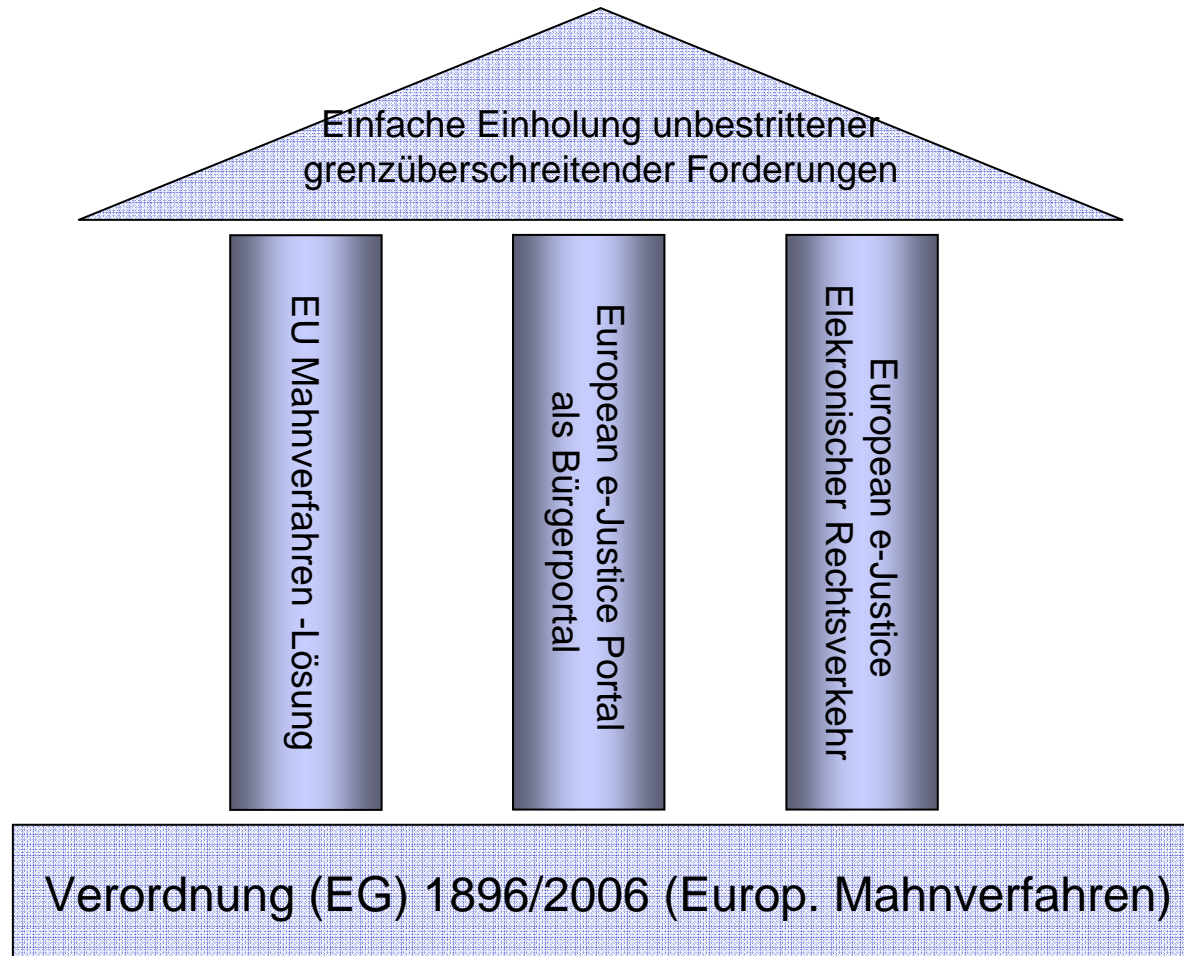 Einfache Einholung unbestrittener
grenzüberschreitender Forderungen
EU Mahnverfahren -Lösung
European e-Justice Portal
als Bürgerportal
European e-Justice
Elekronischer Rechtsverkehr
Verordnung (EG) 1896/2006 (Europ. Mahnverfahren)